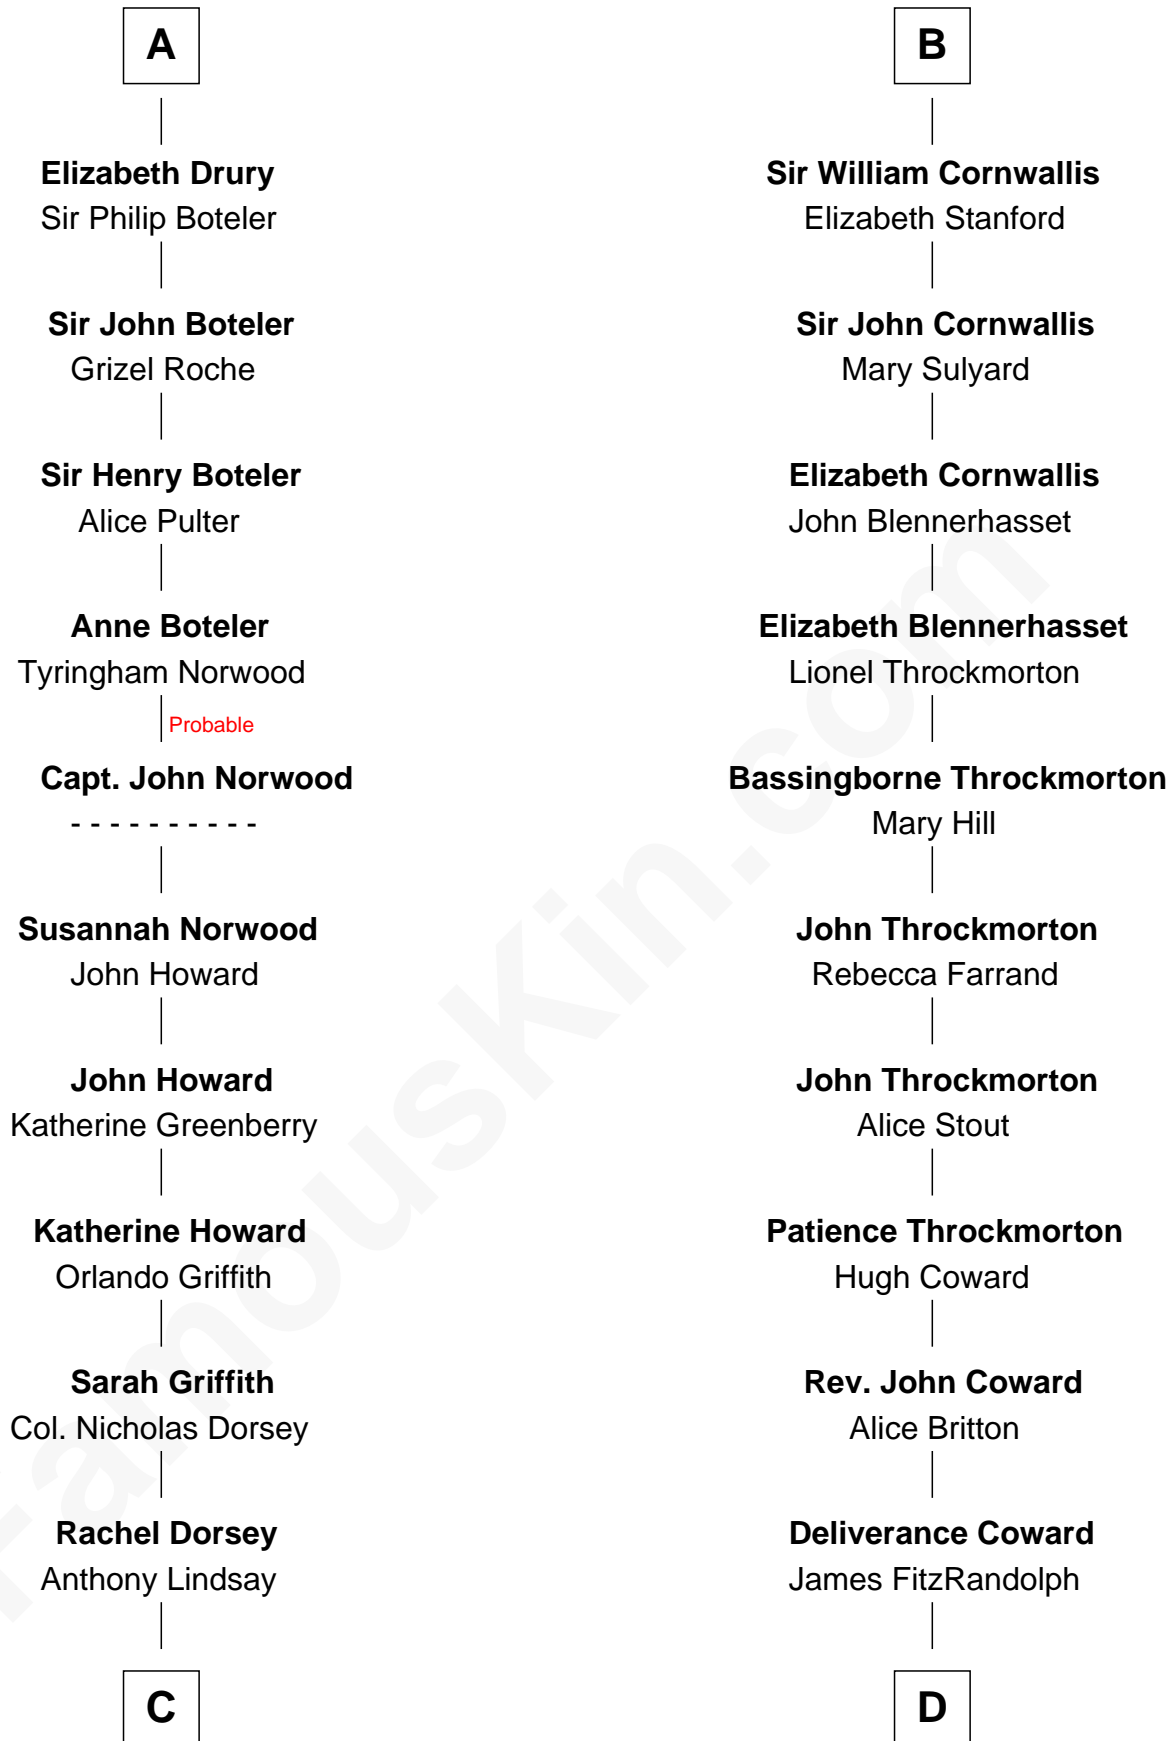 A
Elizabeth Drury
Sir Philip Boteler
Sir John Boteler
Grizel Roche
Sir Henry Boteler
Alice Pulter
Anne Boteler
Tyringham Norwood
Probable
Capt. John Norwood
- - - - - - - - - -
Susannah Norwood
John Howard
John Howard
Katherine Greenberry
Katherine Howard
Orlando Griffith
Sarah Griffith
Col. Nicholas Dorsey
Rachel Dorsey
Anthony Lindsay
C
B
Sir William Cornwallis
Elizabeth Stanford
Sir John Cornwallis
Mary Sulyard
Elizabeth Cornwallis
John Blennerhasset
Elizabeth Blennerhasset
Lionel Throckmorton
Bassingborne Throckmorton
Mary Hill
John Throckmorton
Rebecca Farrand
John Throckmorton
Alice Stout
Patience Throckmorton
Hugh Coward
Rev. John Coward
Alice Britton
Deliverance Coward
James FitzRandolph
D
FamousKin.com